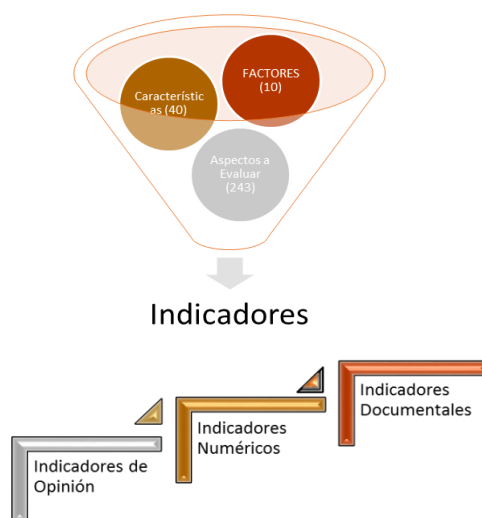 FACTORES
(10)
Característic
as (40)
Aspectos a
Evaluar
(243)
Indicadores
Indicadores
Documentales
Indicadores
Numéricos
Indicadores de
Opinión